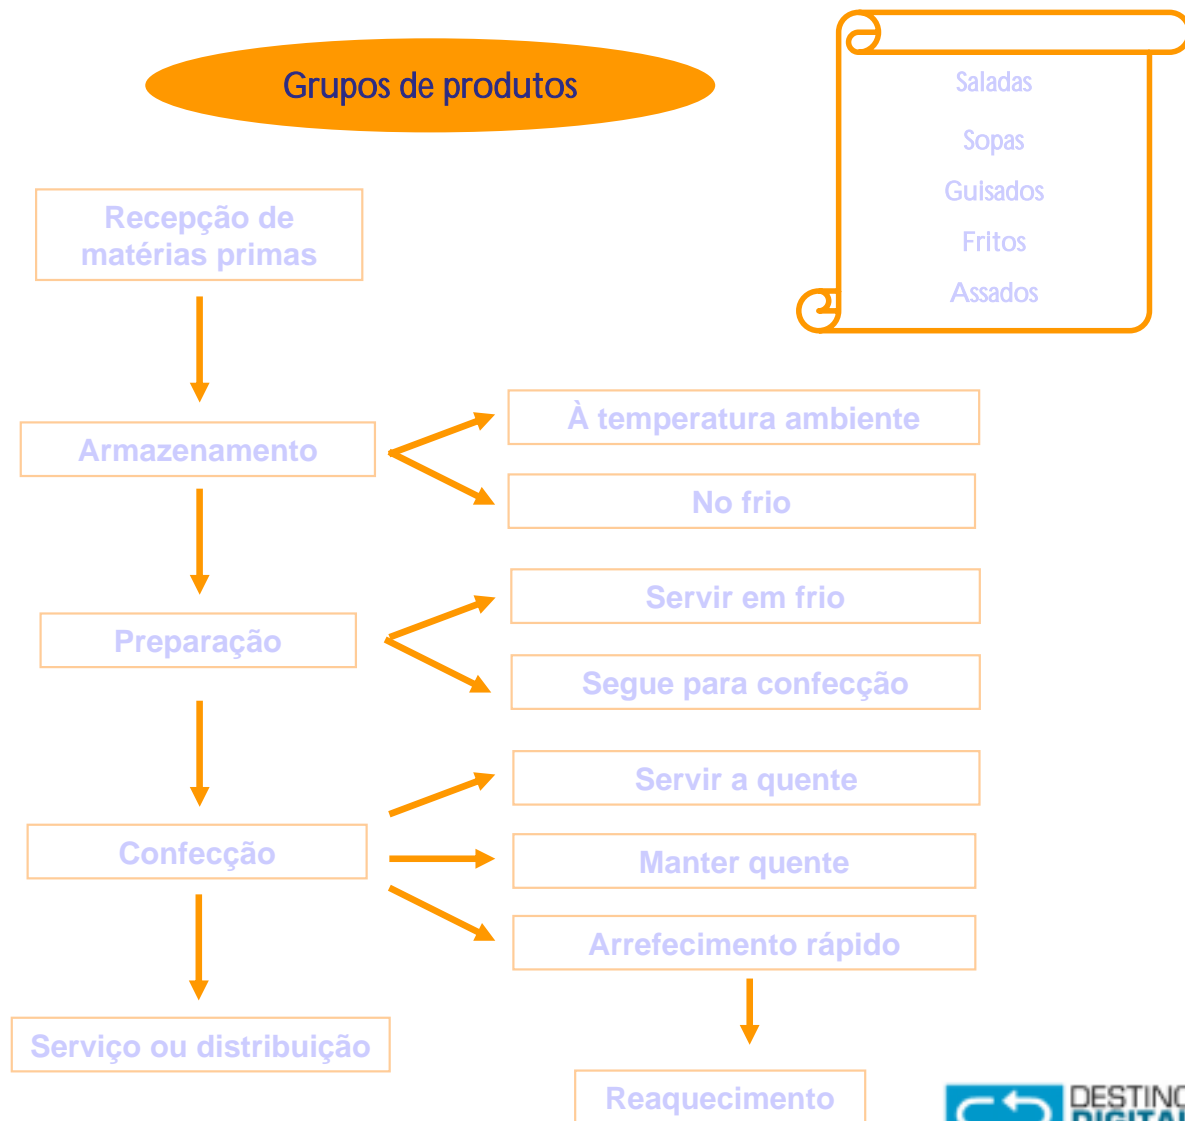 Grupos de produtos
Saladas
Sopas
Guisados
Fritos
Assados
Recepção de
matérias primas
Armazenamento
À temperatura ambiente
No frio
Preparação
Servir em frio
Segue para confecção
Confecção
Servir a quente
Manter quente
Arrefecimento rápido
Serviço ou distribuição
Reaquecimento
DESTINO
DIGITAL